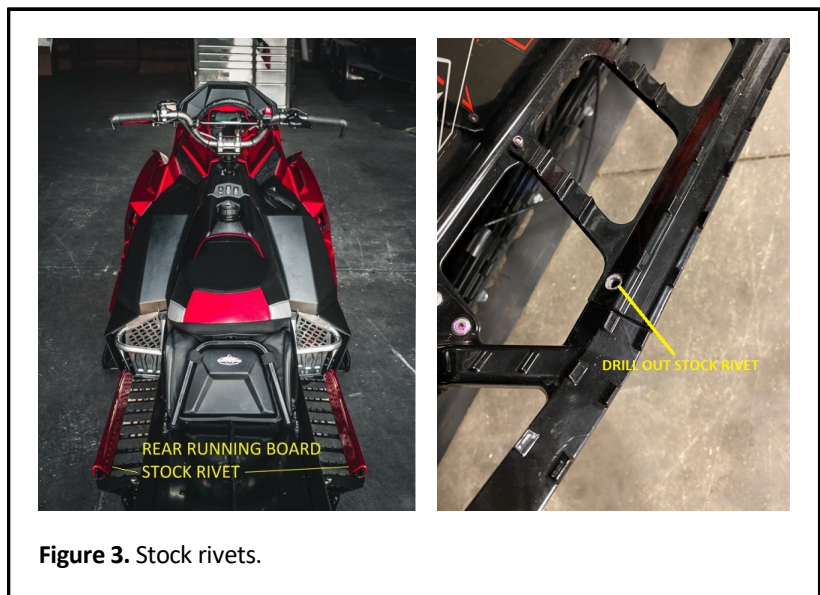 REAR RUNNING BOARD
STOCK RIVET
DRILL OUT STOCK RIVET
Figure 3. Stock rivets.